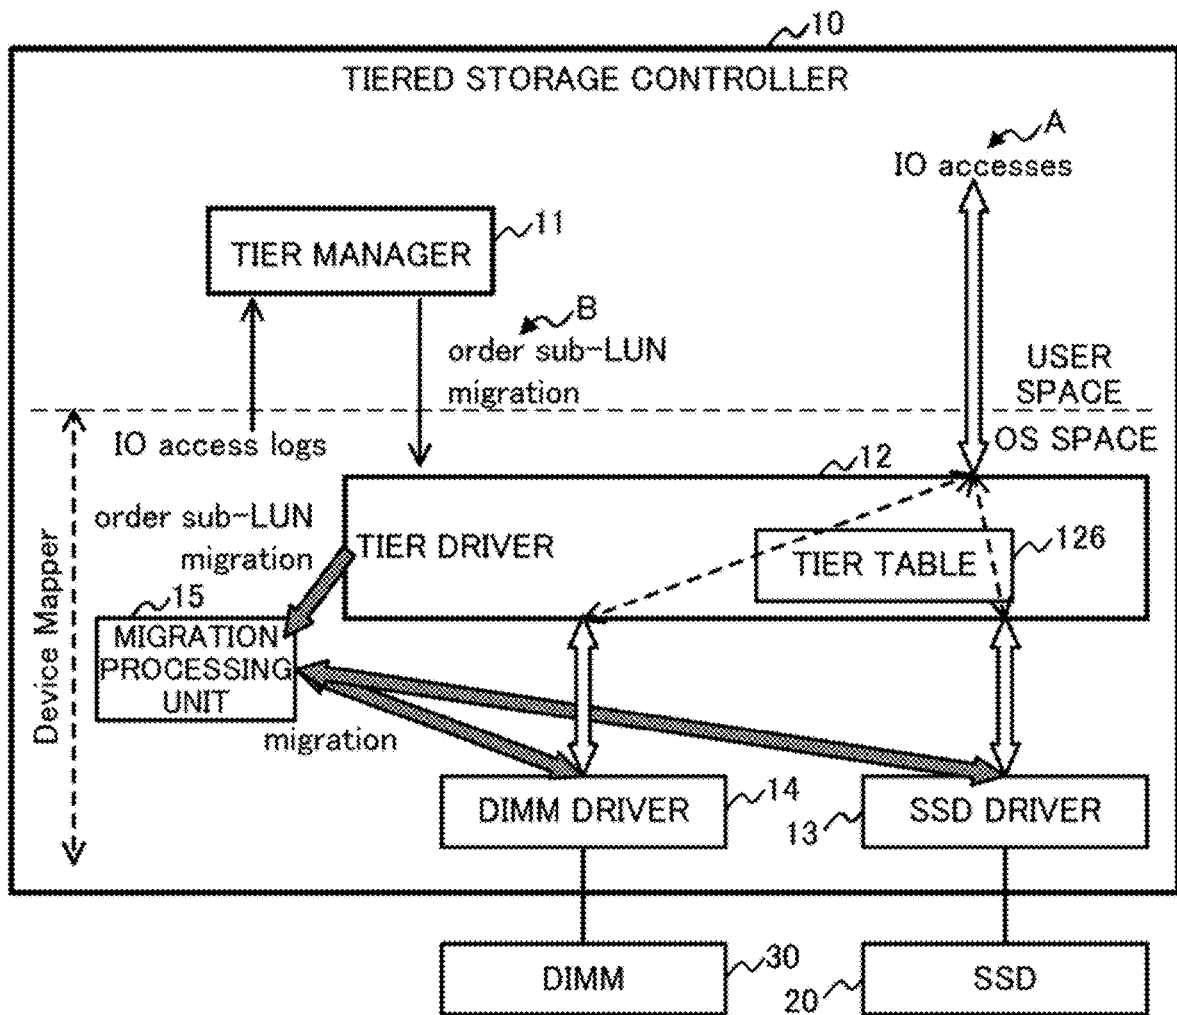 10
TIERED STORAGE CONTROLLER
A
IO accesses
11
TIER MANAGER
B
order sub-LUN
migration
USER
SPACE
IO access logs
OS SPACE
12
order sub-LUN
migration
TIER DRIVER
TIER TABLE
126
Device Mapper
15
MIGRATION
PROCESSING
UNIT
migration
DIMM DRIVER
14
SSD DRIVER
13
DIMM
30
SSD
20